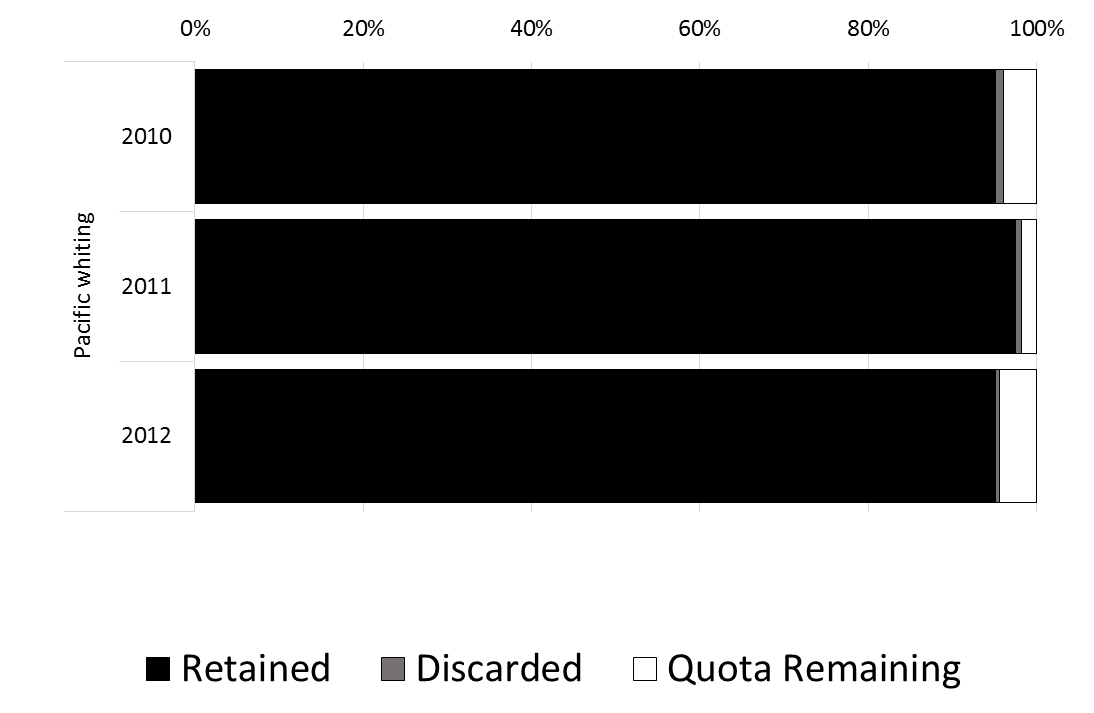 0% 20% 40% 60% 80% 100%
2010
Pacific whiting
2011
2012
Retained Discarded Quota Remaining